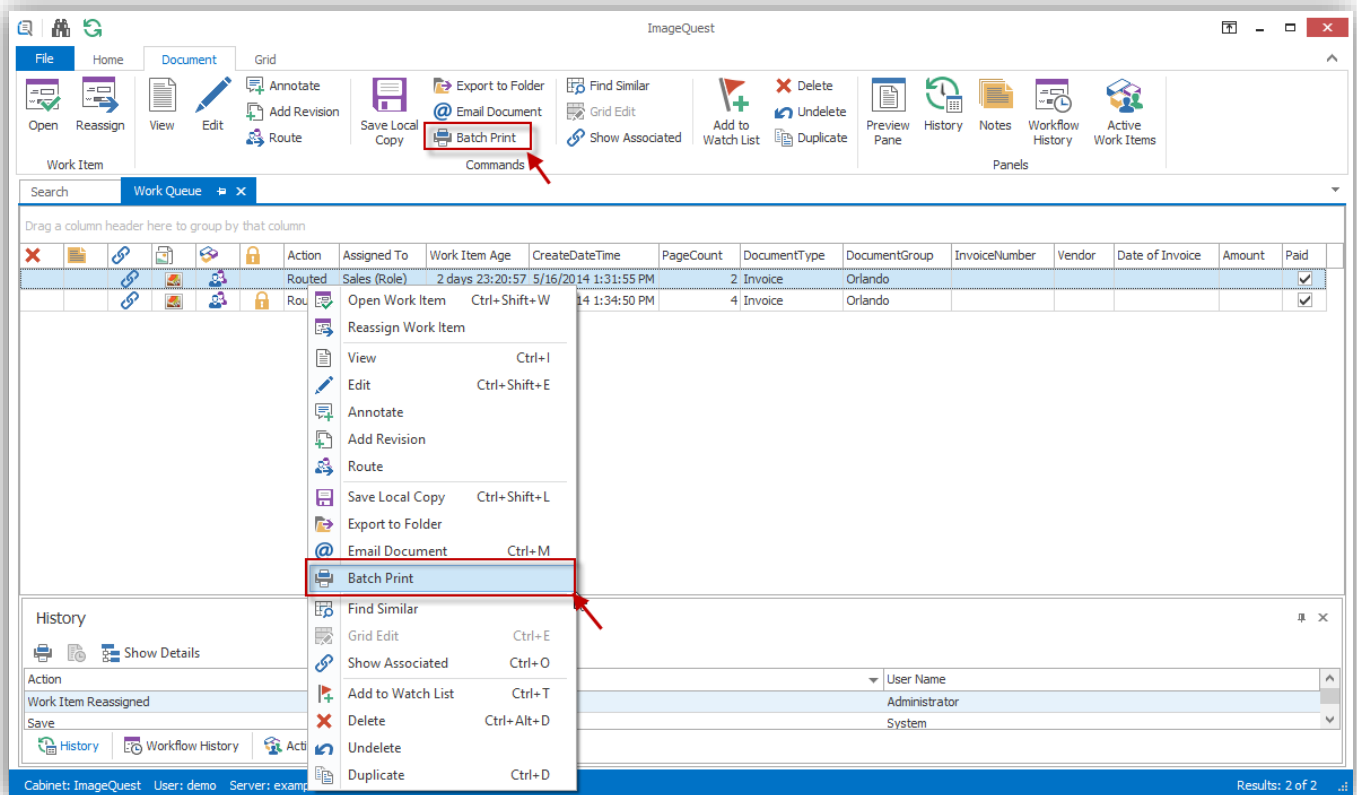 ImageQuest
File Home Document Grid
Open
Reassign
View
Edit
Annotate
Add Revision
Route
Save Local
Copy
Export to Folder
Email Document
Batch Print
Find Similar
Grid Edit
Show Associated
Add to
Watch List
Delete
Undelete
Duplicate
Preview
Pane
History
Notes
Workflow
History
Active
Work Items
Work Item
Commands
Panels
Search
Work Queue
Drag a column header here to group by that column
Action Assigned To Work Item Age CreateDateTime PageCount DocumentType DocumentGroup InvoiceNumber Vendor Date of Invoice Amount Paid
Routed Sales (Role) 2 days 23:20:57 5/16/2014 1:31:55 PM 2 Invoice Orlando
Rou 14 1:34:50 PM 4 Invoice Orlando
Open Work Item Ctrl+Shift+W
Reassign Work Item
View Ctrl+I
Edit Ctrl+Shift+E
Annotate
Add Revision
Route
Save Local Copy Ctrl+Shift+L
Export to Folder
Email Document Ctrl+M
Batch Print
Find Similar
Grid Edit Ctrl+E
Show Associated Ctrl+O
Add to Watch List Ctrl+T
Delete Ctrl+Alt+D
Undelete
Duplicate Ctrl+D
History
Show Details
Action User Name
Work Item Reassigned Administrator
Save System
History Workflow History Acti
Cabinet: ImageQuest User: demo Server: examp Results: 2 of 2